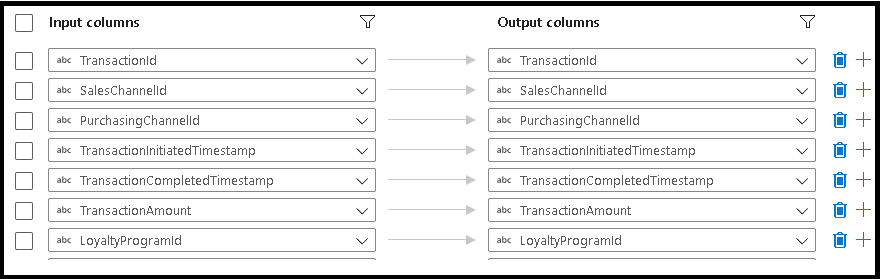 Input columns Output columns
abc TransactionId abc TransactionId
abc SalesChannelId abc SalesChannelId
abc PurchasingChannelId abc PurchasingChannelId
abc TransactionInitiatedTimestamp abc TransactionInitiatedTimestamp
abc TransactionCompletedTimestamp abc TransactionCompletedTimestamp
abc TransactionAmount abc TransactionAmount
abc LoyaltyProgramId abc LoyaltyProgramId